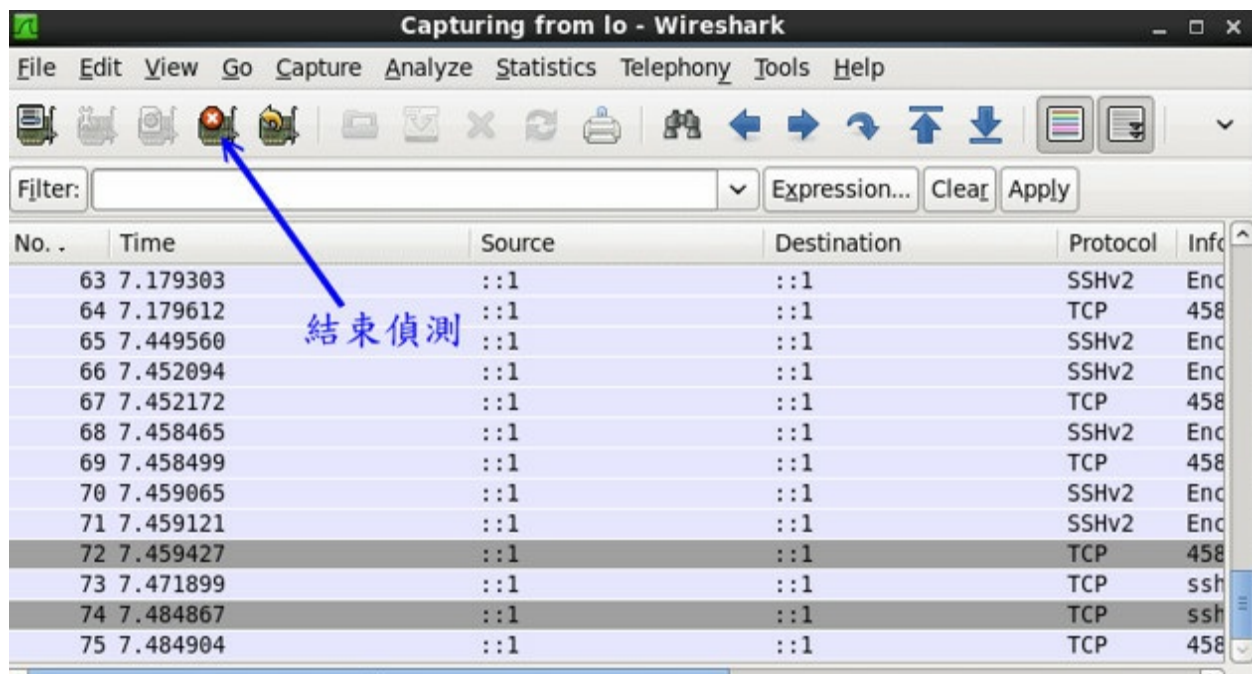 Capturing from lo - Wireshark
File Edit View Go Capture Analyze Statistics Telephony Tools Help
Filter: Expression... Clear Apply
No. . Time Source Destination Protocol Info
63 7.179303 ::1 ::1 SSHv2 Enc
64 7.179612 ::1 ::1 TCP 458
結束偵測
65 7.449560 ::1 ::1 SSHv2 Enc
66 7.452094 ::1 ::1 SSHv2 Enc
67 7.452172 ::1 ::1 TCP 458
68 7.458465 ::1 ::1 SSHv2 Enc
69 7.458499 ::1 ::1 TCP 458
70 7.459065 ::1 ::1 SSHv2 Enc
71 7.459121 ::1 ::1 SSHv2 Enc
72 7.459427 ::1 ::1 TCP 458
73 7.471899 ::1 ::1 TCP ssh
74 7.484867 ::1 ::1 TCP ssh
75 7.484904 ::1 ::1 TCP 458